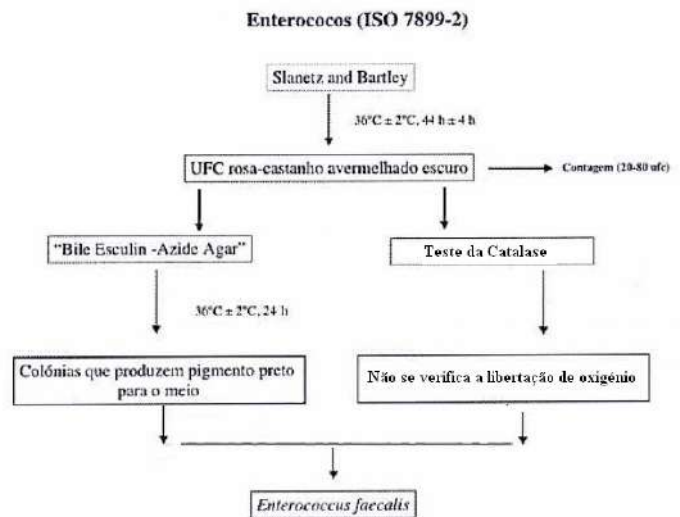 Enterococos (ISO 7899-2)
Slanetz and Bartley
36°C ± 2°C, 44 h ± 4 h
UFC rosa-castanho avermelhado escuro
Contagem (20-80 ufc)
"Bile Esculin -Azide Agar"
Teste da Catalase
36°C ± 2°C, 24 h
Colónias que produzem pigmento preto
para o meio
Não se verifica a libertação de oxigénio
Enterococcus faecalis